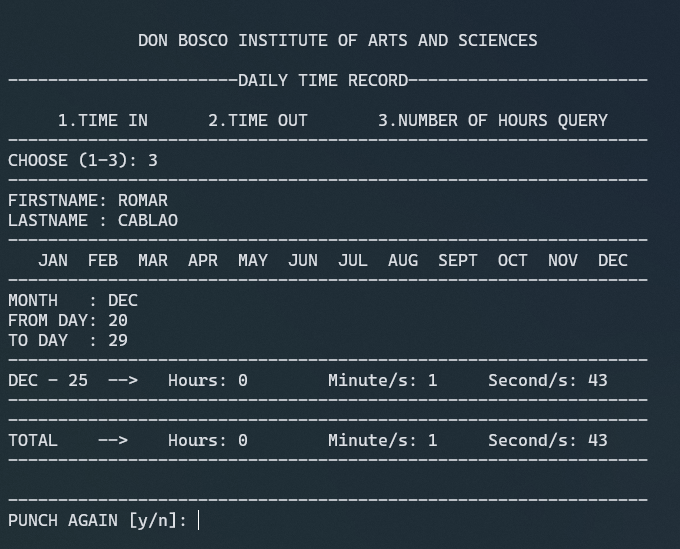 DON BOSCO INSTITUTE OF ARTS AND SCIENCES
-----------------------DAILY TIME RECORD------------------------
1.TIME IN      2.TIME OUT       3.NUMBER OF HOURS QUERY
----------------------------------------------------------------
CHOOSE (1-3): 3
----------------------------------------------------------------
FIRSTNAME: ROMAR
LASTNAME : CABLAO
----------------------------------------------------------------
JAN  FEB  MAR  APR  MAY  JUN  JUL  AUG  SEPT  OCT  NOV  DEC
----------------------------------------------------------------
MONTH   : DEC
FROM DAY: 20
TO DAY  : 29
----------------------------------------------------------------
DEC - 25  -->   Hours: 0        Minute/s: 1     Second/s: 43
----------------------------------------------------------------
----------------------------------------------------------------
TOTAL    -->    Hours: 0        Minute/s: 1     Second/s: 43
----------------------------------------------------------------
----------------------------------------------------------------
PUNCH AGAIN [y/n]: